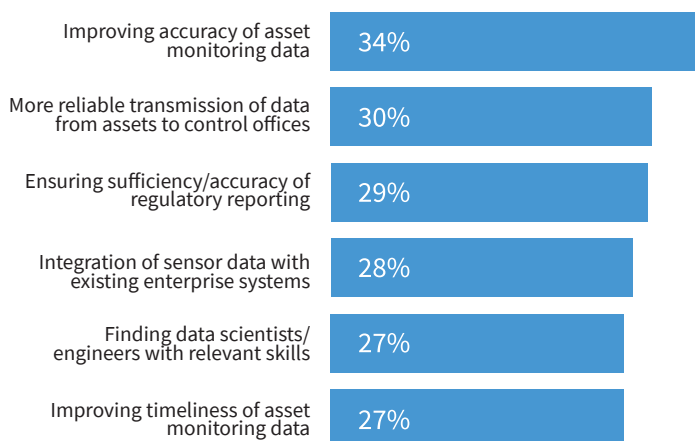 Improving accuracy of asset
monitoring data
34%
More reliable transmission of data
from assets to control offices
30%
Ensuring sufficiency/accuracy of
regulatory reporting
29%
Integration of sensor data with
existing enterprise systems
28%
Finding data scientists/
engineers with relevant skills
27%
Improving timeliness of asset
monitoring data
27%